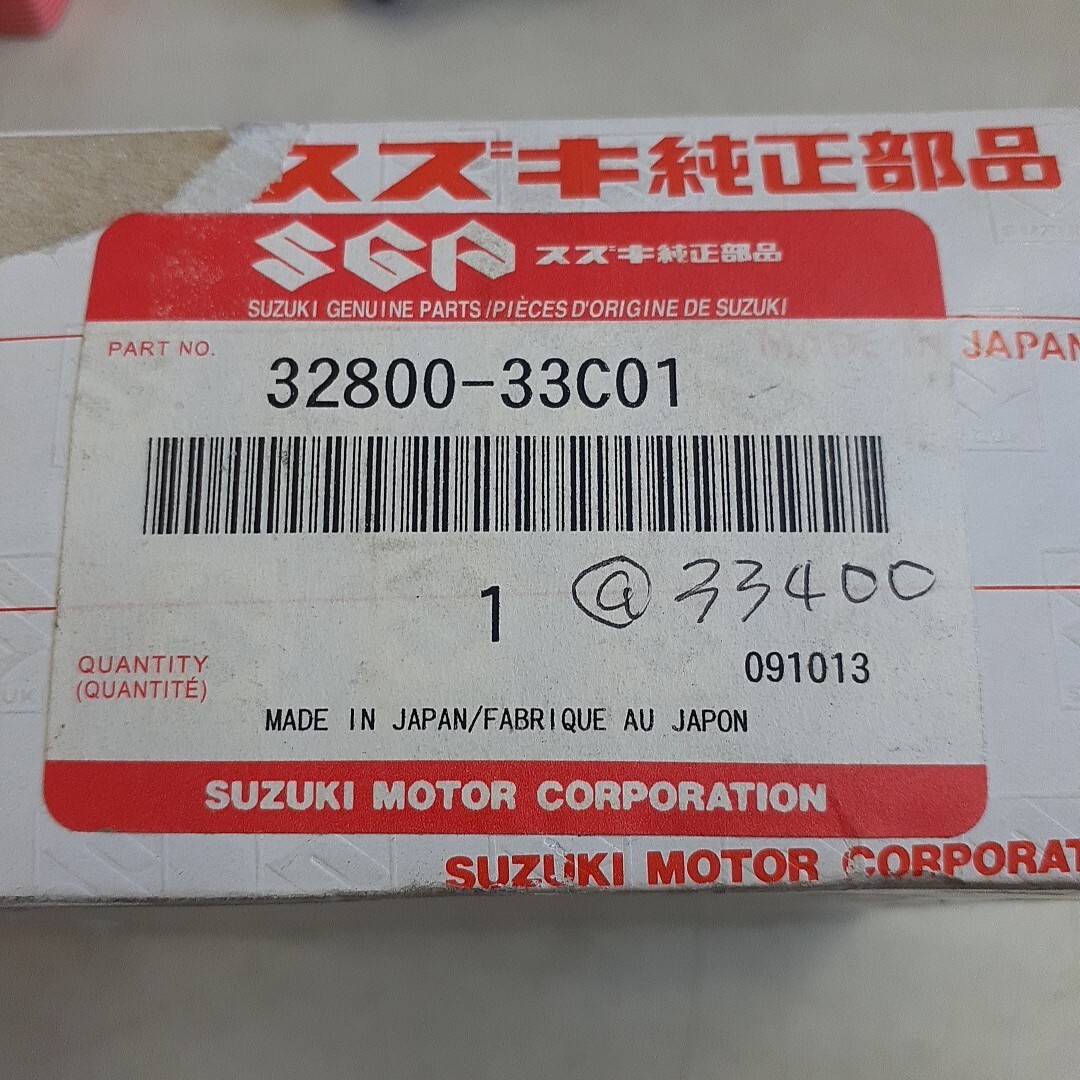 スズキ純正部品
SGP スズキ純正部品
SUZUKI GENUINE PARTS/PIÈCES D'ORIGINE DE SUZUKI
PART NO.
JAPAN
32800-33C01
1
@33400
QUANTITY
(QUANTITÉ)
091013
MADE IN JAPAN/FABRIQUE AU JAPON
SUZUKI MOTOR CORPORATION
SUZUKI MOTOR CORPORAT